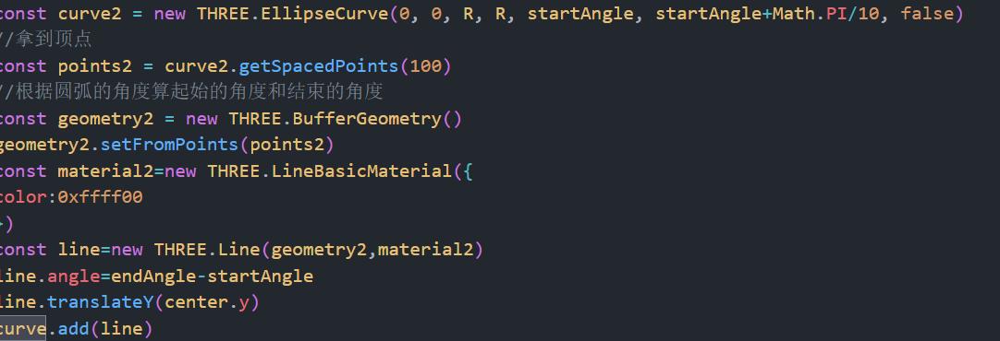 const curve2 = new THREE.EllipseCurve(0, 0, R, R, startAngle, startAngle+Math.PI/10, false)
//拿到顶点
const points2 = curve2.getSpacedPoints(100)
//根据圆弧的角度算起始的角度和结束的角度
const geometry2 = new THREE.BufferGeometry()
geometry2.setFromPoints(points2)
const material2=new THREE.LineBasicMaterial({
color:0xffff00
})
const line=new THREE.Line(geometry2,material2)
line.angle=endAngle-startAngle
line.translateY(center.y)
curve.add(line)